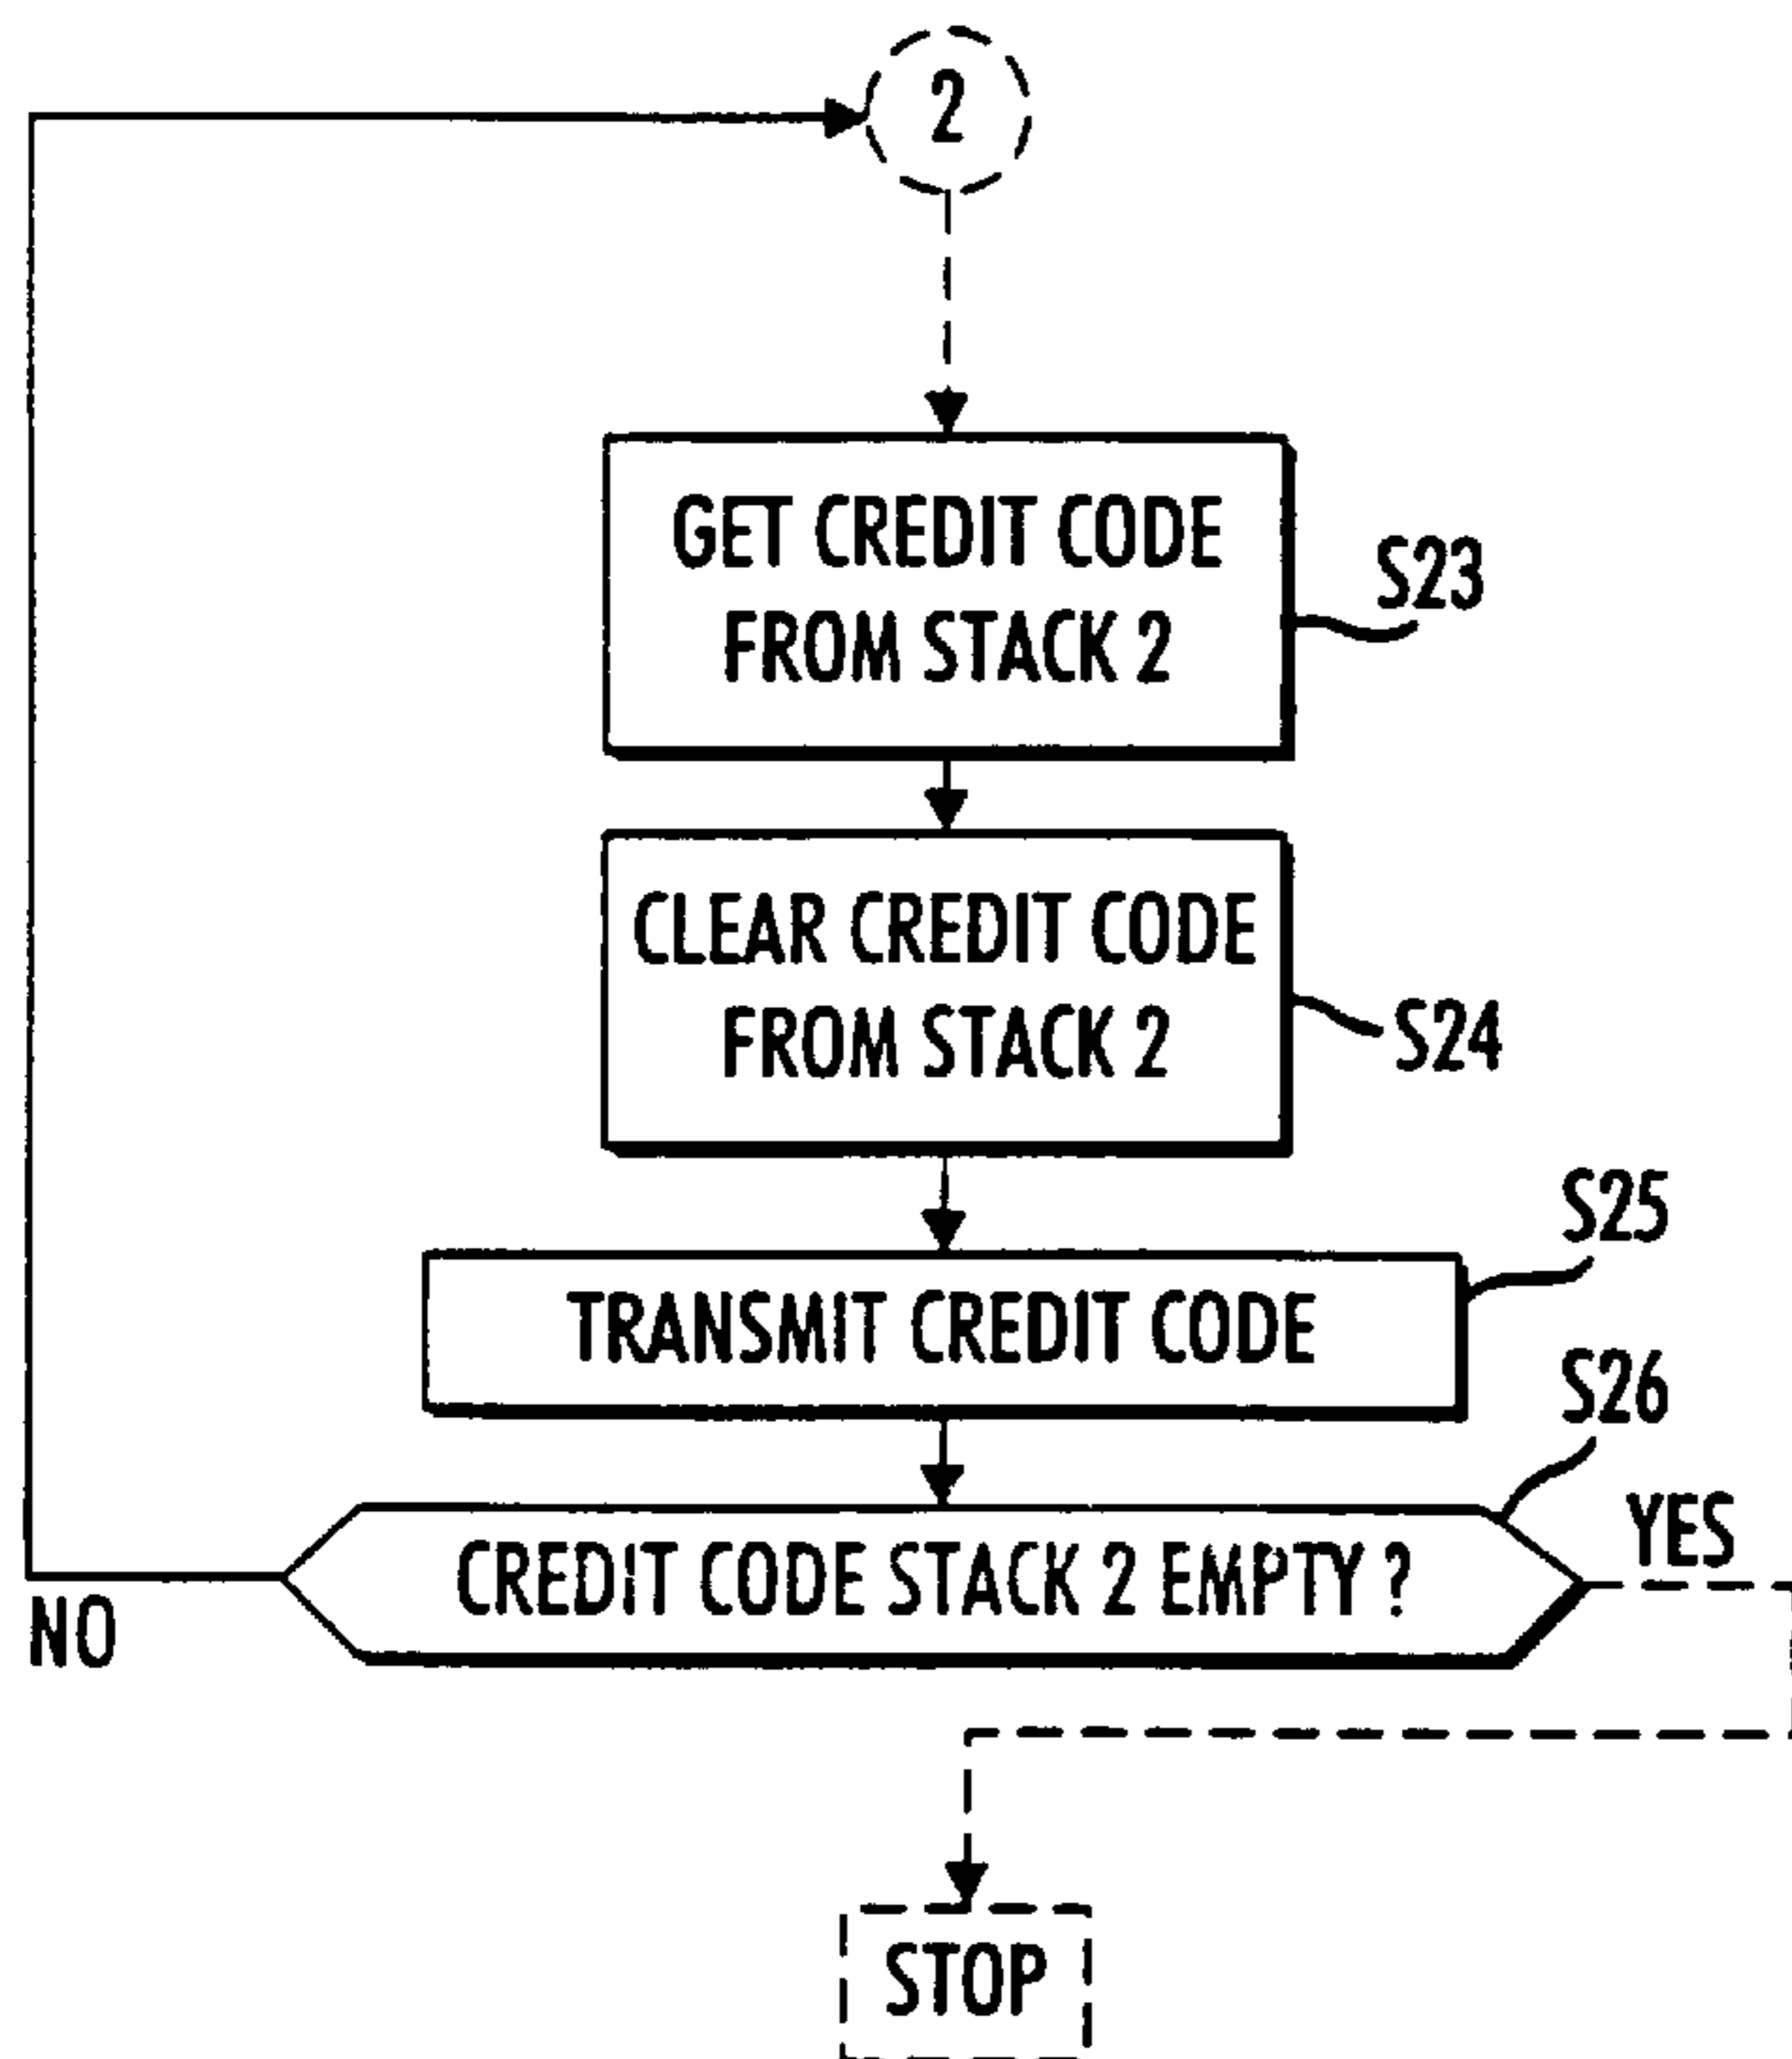 2
GET CREDIT CODE
FROM STACK 2
S23
CLEAR CREDIT CODE
FROM STACK 2
S24
S25
TRANSMIT CREDIT CODE
S26
YES
CREDIT CODE STACK 2 EMPTY ?
NO
STOP